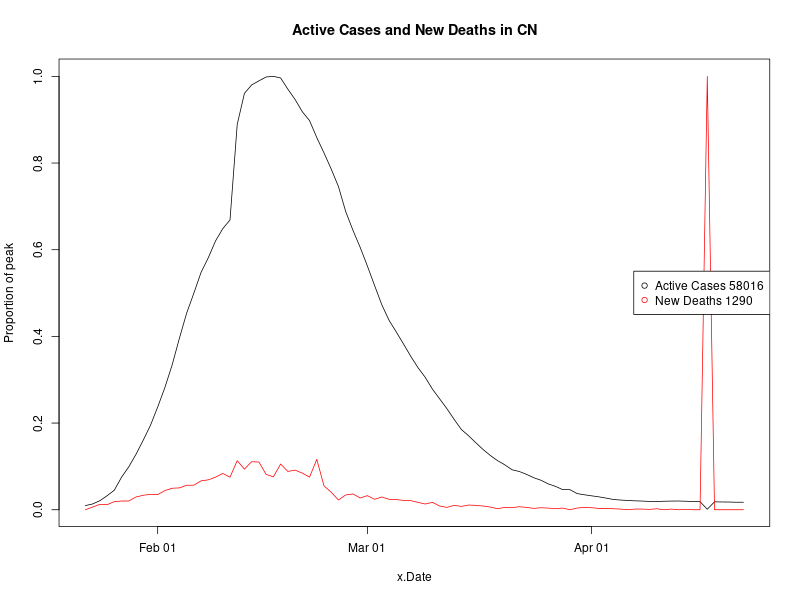 Active Cases and New Deaths in CN
Proportion of peak
1.0
0.8
0.6
0.4
0.2
0.0
Active Cases 58016
New Deaths 1290
Feb 01
Mar 01
Apr 01
x.Date